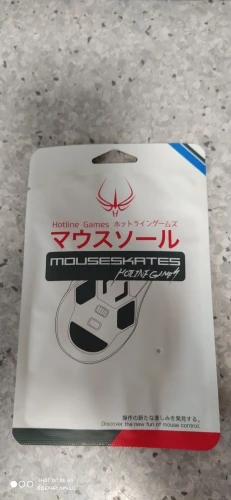 Hotline Games ホットラインゲームズ
マウスソール
MOUSESKATES
HOTLINE GAMES
操作の新たな楽しみを発見する。
Discover the new fun of mouse control.